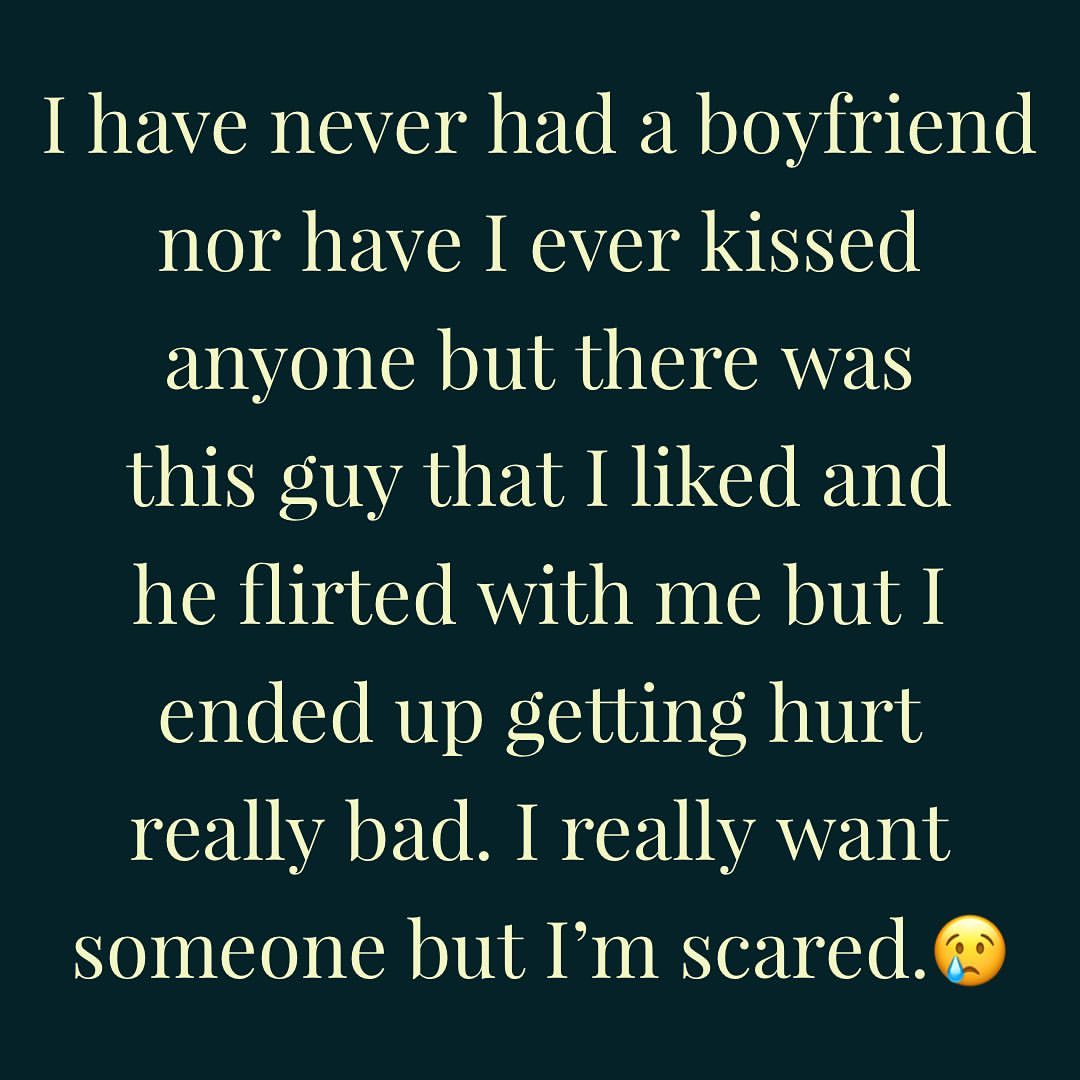 I have never had a boyfriend
nor have I ever kissed
anyone but there was
this guy that I liked and
he flirted with me but I
ended up getting hurt
really bad. I really want
someone but I’m scared.😢